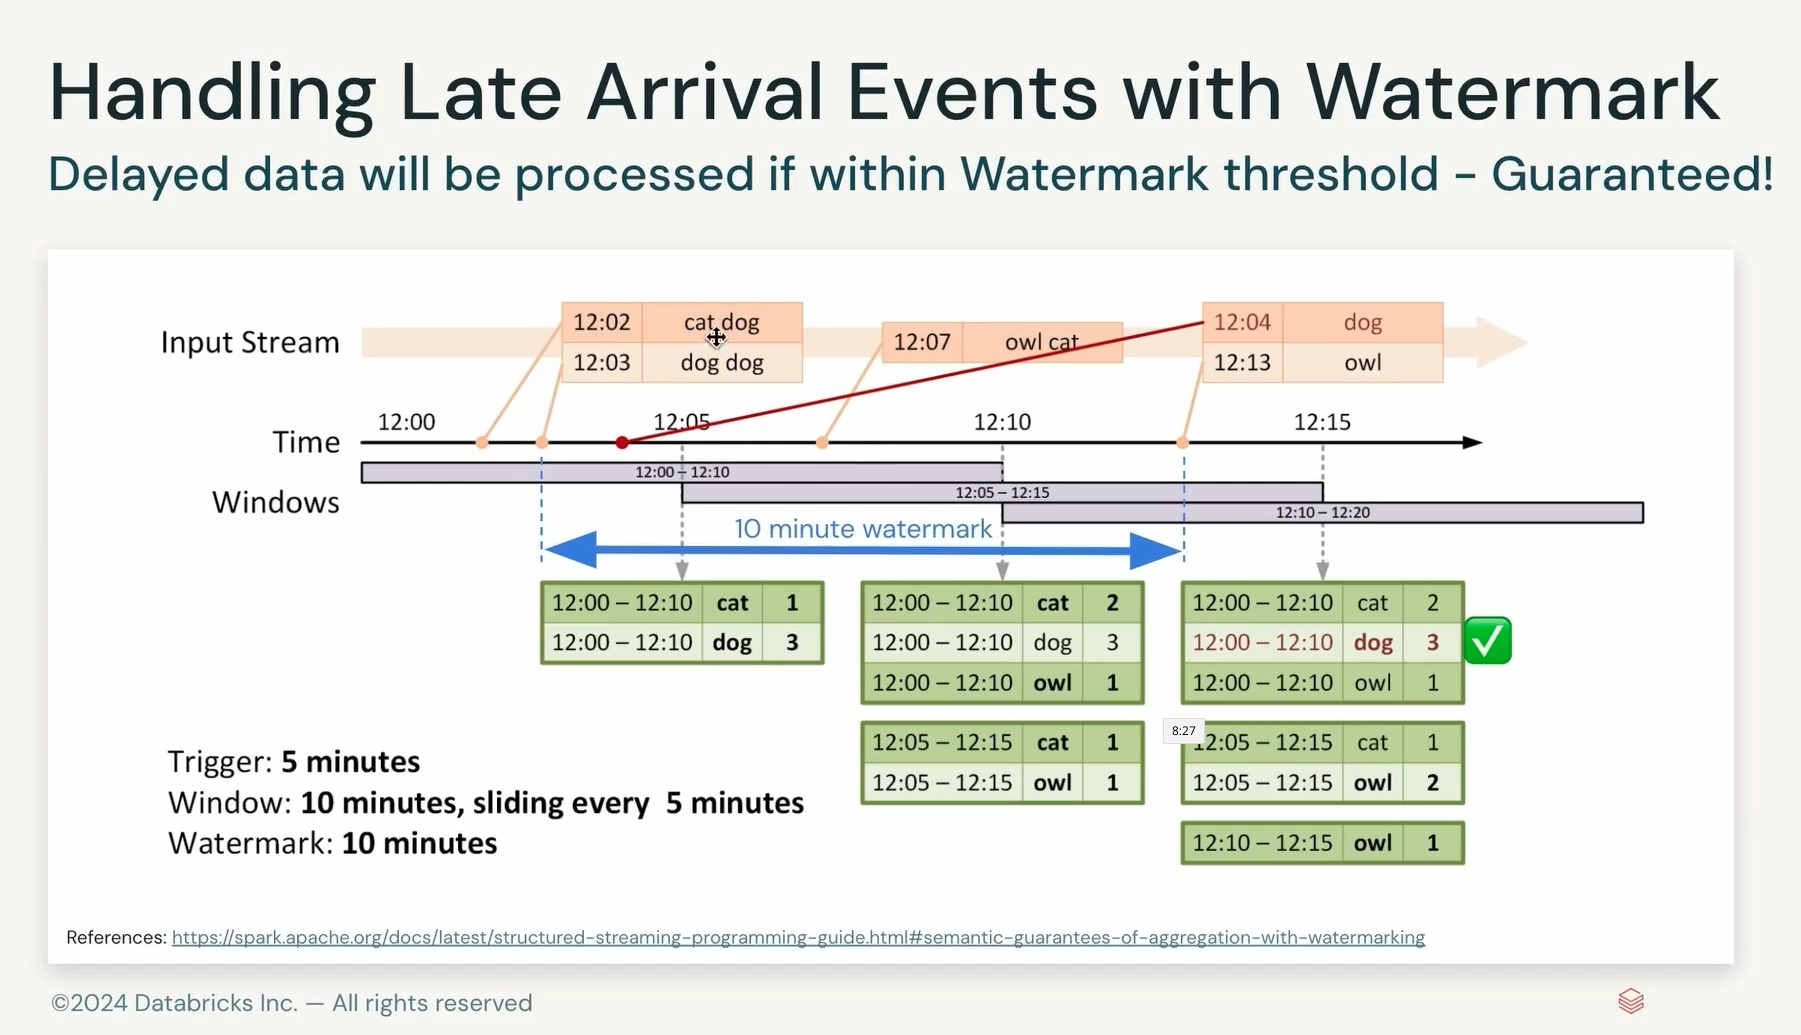 Handling Late Arrival Events with Watermark
Delayed data will be processed if within Watermark threshold - Guaranteed!
Input Stream
12:02 cat dog
12:03 dog dog
12:07 owl cat
12:04 dog
12:13 owl
Time
12:00
12:05
12:10
12:15
Windows
12:00 – 12:10
12:05 – 12:15
12:10 – 12:20
10 minute watermark
12:00 – 12:10 cat 1
12:00 – 12:10 dog 3
12:00 – 12:10 cat 2
12:00 – 12:10 dog 3
12:00 – 12:10 owl 1
12:05 – 12:15 cat 1
12:05 – 12:15 owl 1
12:00 – 12:10 cat 2
12:00 – 12:10 dog 3
12:00 – 12:10 owl 1
8:27
12:05 – 12:15 cat 1
12:05 – 12:15 owl 2
12:10 – 12:15 owl 1
Trigger: 5 minutes
Window: 10 minutes, sliding every 5 minutes
Watermark: 10 minutes
References: https://spark.apache.org/docs/latest/structured-streaming-programming-guide.html#semantic-guarantees-of-aggregation-with-watermarking
©2024 Databricks Inc. — All rights reserved